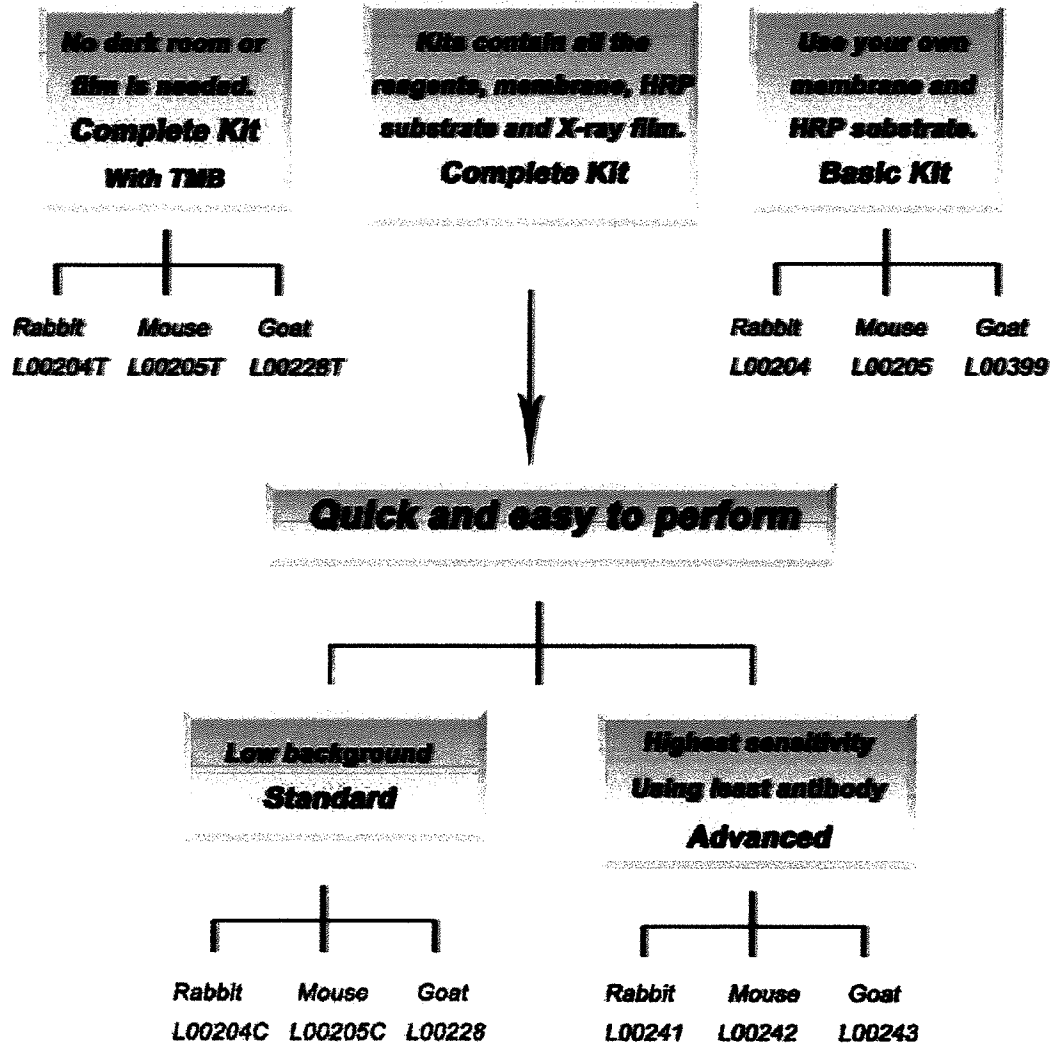 No dark room or
film is needed.
Complete Kit
With TMB
Kits contain all the
reagents, membrane, HRP
substrate and X-ray film.
Complete Kit
Use your own
membrane and
HRP substrate.
Basic Kit
Rabbit Mouse Goat
L00204T L00205T L00228T
Rabbit Mouse Goat
L00204 L00205 L00399
Quick and easy to perform
Low background
Standard
Highest sensitivity
Using least antibody
Advanced
Rabbit Mouse Goat
L00204C L00205C L00228
Rabbit Mouse Goat
L00241 L00242 L00243